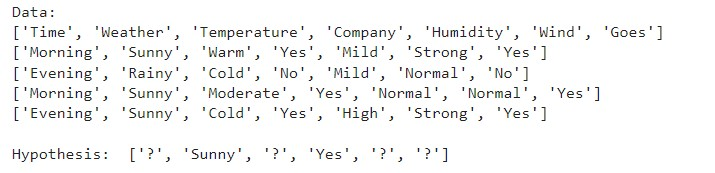 Data:
['Time', 'Weather', 'Temperature', 'Company', 'Humidity', 'Wind', 'Goes']
['Morning', 'Sunny', 'Warm', 'Yes', 'Mild', 'Strong', 'Yes']
['Evening', 'Rainy', 'Cold', 'No', 'Mild', 'Normal', 'No']
['Morning', 'Sunny', 'Moderate', 'Yes', 'Normal', 'Normal', 'Yes']
['Evening', 'Sunny', 'Cold', 'Yes', 'High', 'Strong', 'Yes']
Hypothesis:  ['?', 'Sunny', '?', 'Yes', '?', '?']